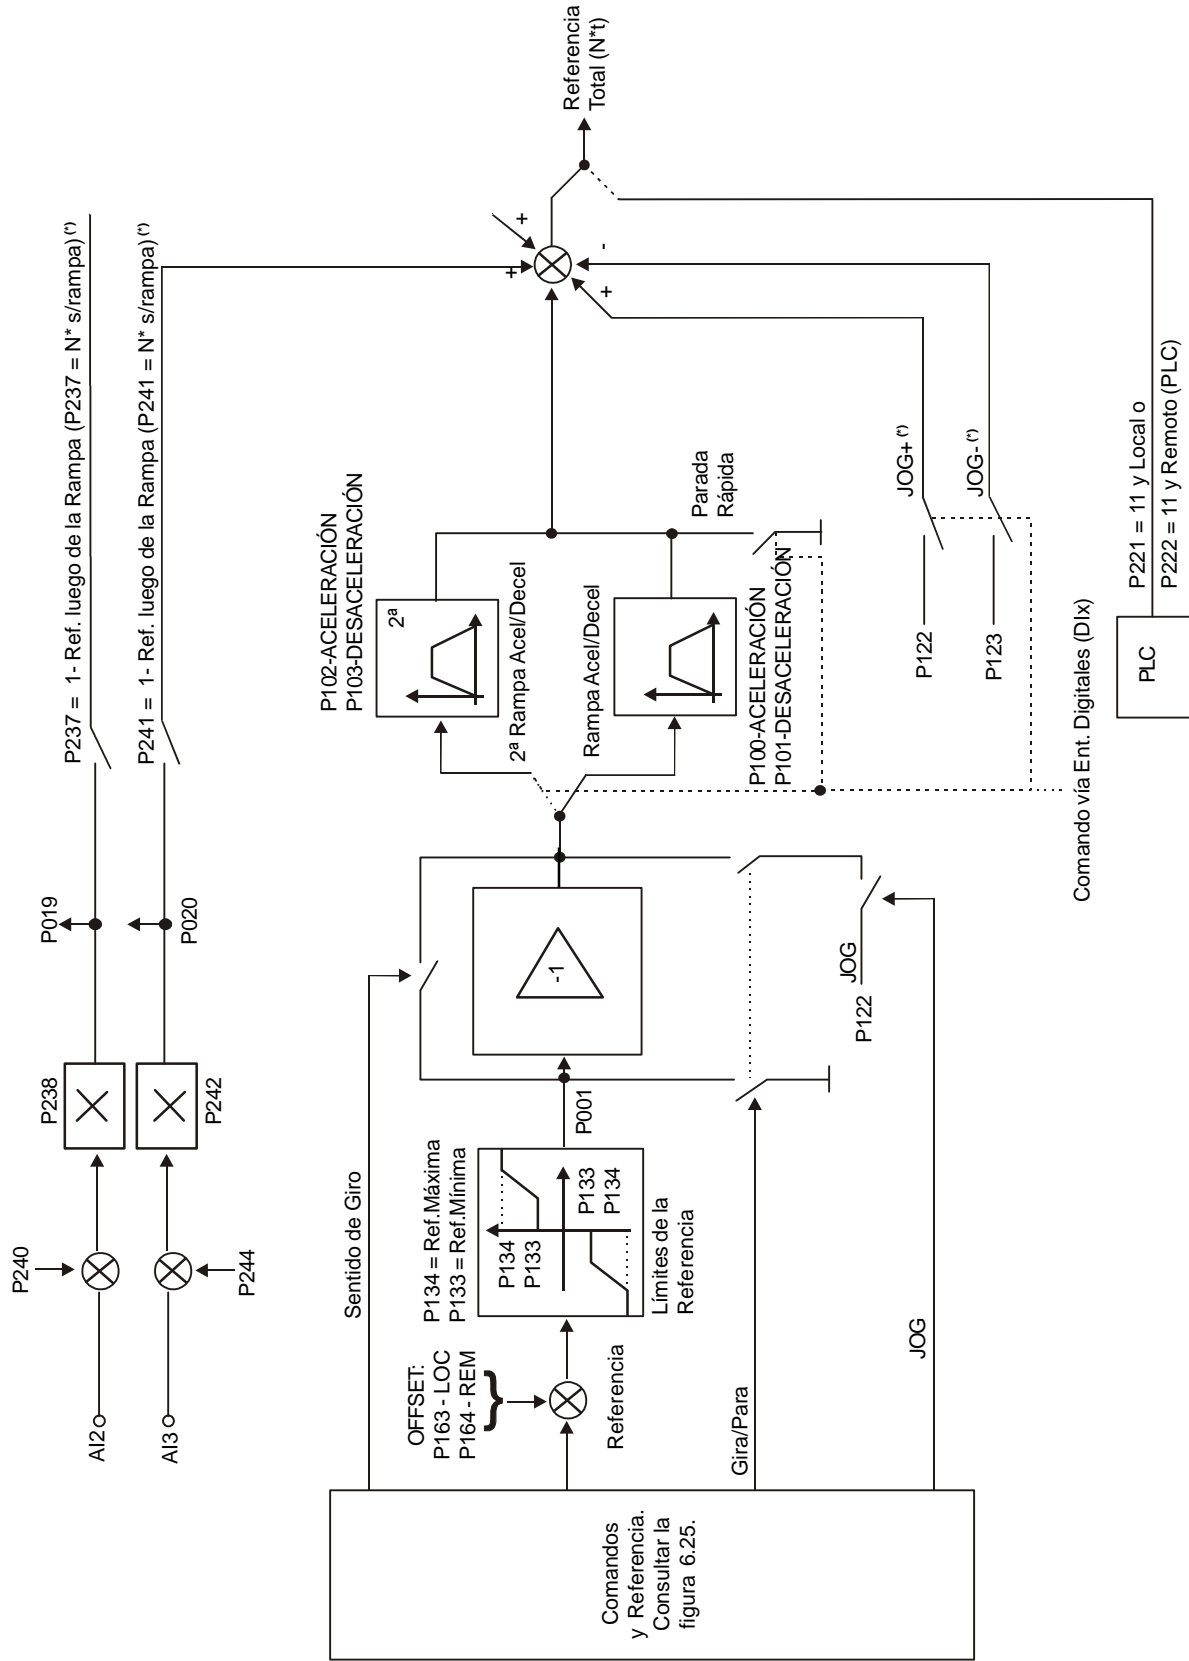 AI2
AI3
P240
P244
P238
P242
P019
P020
P237 = 1- Ref. luego de la Rampa (P237 = N* s/rampa) (*)
P241 = 1- Ref. luego de la Rampa (P241 = N* s/rampa) (*)
Comandos
y Referencia.
Consultar la
figura 6.25.
Sentido de Giro
OFFSET:
P163 - LOC
P164 - REM
}
Referencia
P134 = Ref.Máxima
P133 = Ref.Mínima
P134
P133
P133
P134
Límites de la
Referencia
P001
-1
Gira/Para
JOG
JOG
P122
P102-ACELERACIÓN
P103-DESACELERACIÓN
2ª
2ª Rampa Acel/Decel
Rampa Acel/Decel
P100-ACELERACIÓN
P101-DESACELERACIÓN
Parada
Rápida
Comando via Ent. Digitales (DIx)
P122
JOG+ (*)
P123
JOG- (*)
PLC
P221 = 11 y Local o
P222 = 11 y Remoto (PLC)
+
+
+
-
Referencia
Total (N*t)